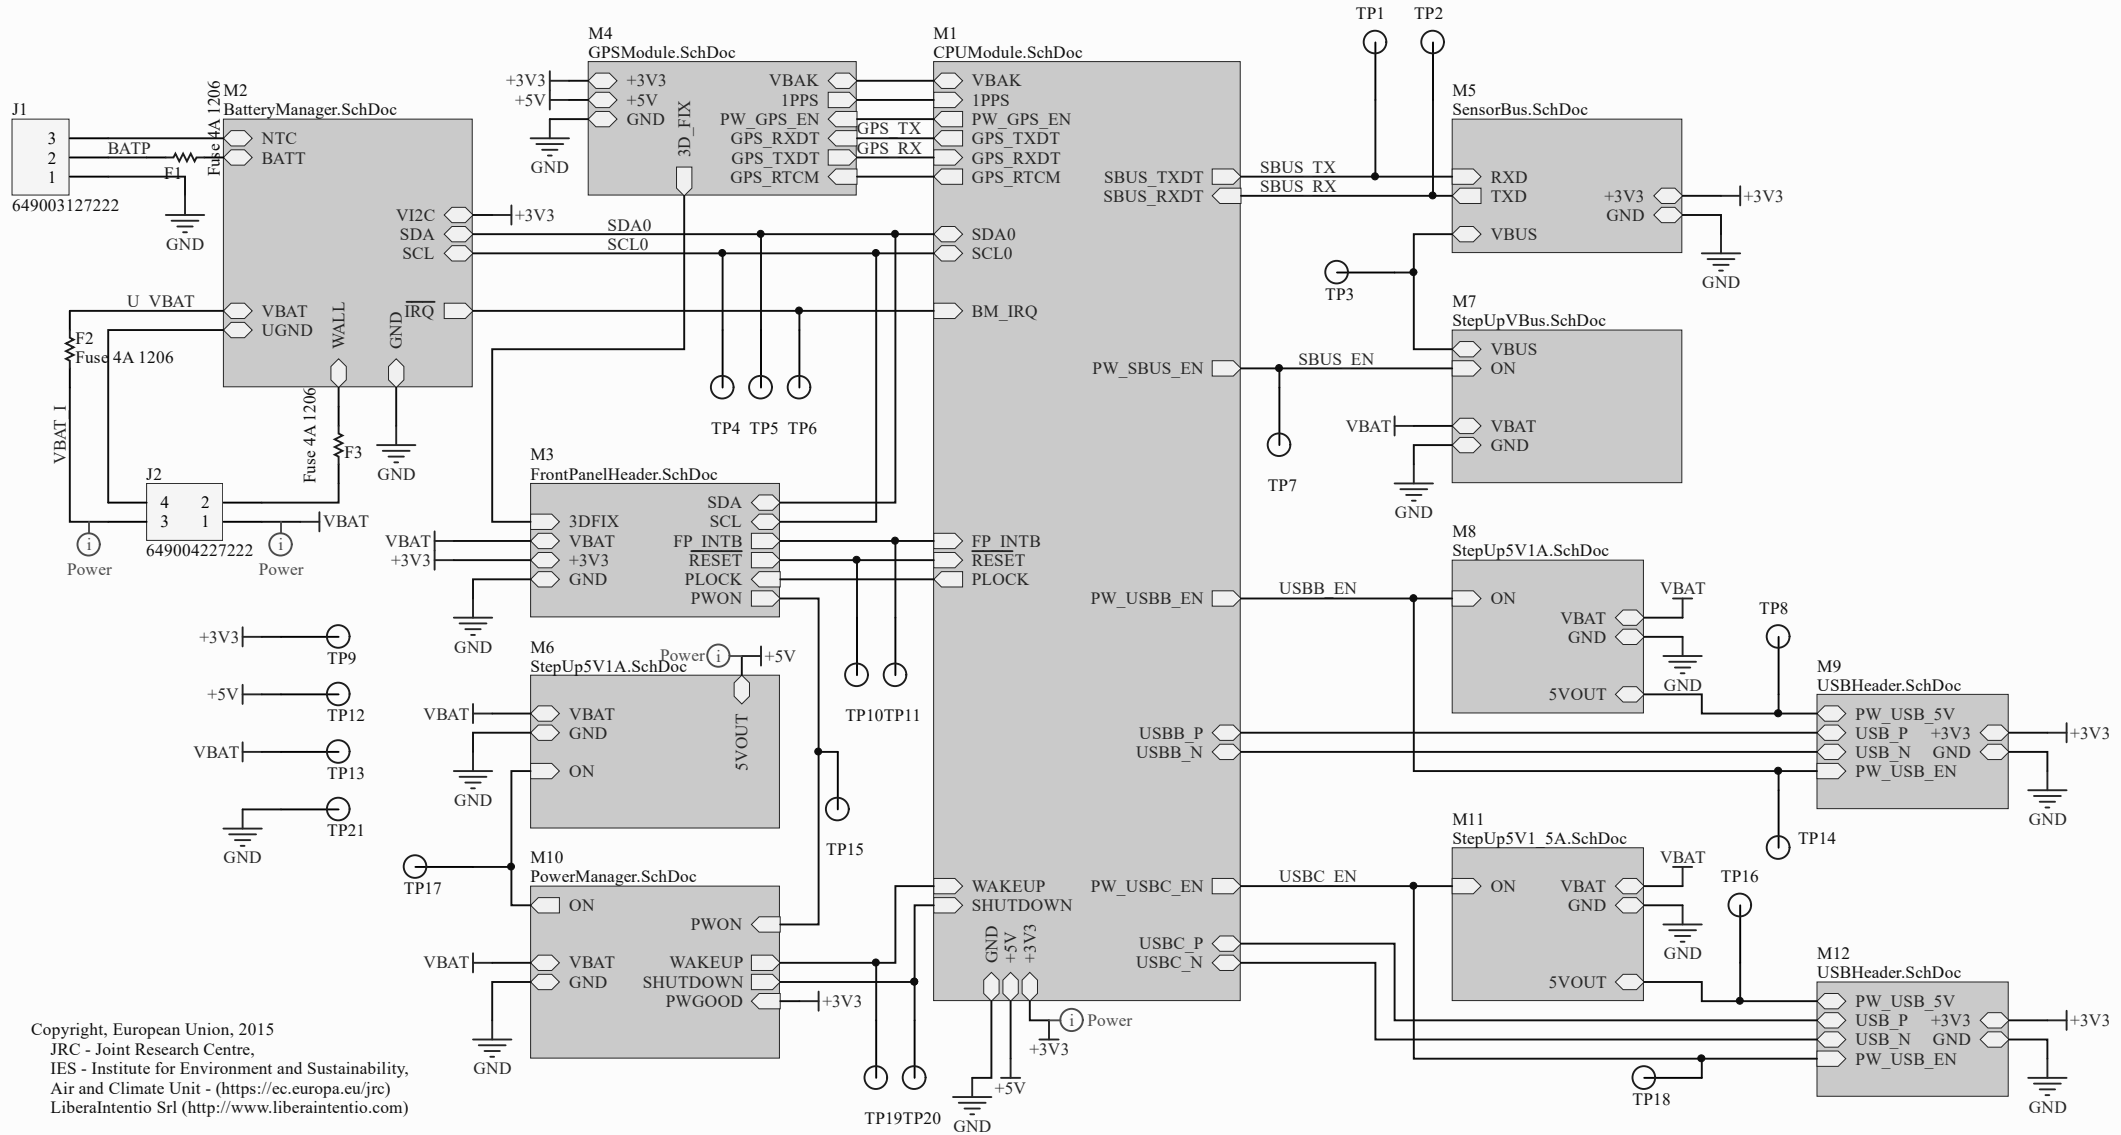 J1
3
2
1
649003127222
BATP
F1
Fuse 4A 1206
GND
M2
BatteryManager.SchDoc
NTC
BATT
VI2C
SDA
SCL
+3V3
SDA0
SCL0
U_VBAT
VBAT
UGND
WALL
GND
IRQ
F2
Fuse 4A 1206
VBAT_I
Fuse 4A 1206
F3
GND
J2
4 2
3 1
649004227222
VBAT
Power
Power
M4
GPSModule.SchDoc
+3V3
+5V
GND
+3V3
+5V
GND
3D_FIX
VBAK
1PPS
PW_GPS_EN
GPS_RXDT
GPS_TXDT
GPS_RTCM
GPS_TX
GPS_RX
TP4
TP5
TP6
M1
CPUModule.SchDoc
VBAK
1PPS
PW_GPS_EN
GPS_TXDT
GPS_RXDT
GPS_RTCM
SDA0
SCL0
BM_IRQ
FP_INTB
RESET
PLOCK
WAKEUP
SHUTDOWN
GND
+5V
+3V3
SBUS_TXDT
SBUS_RXDT
PW_SBUS_EN
PW_USBB_EN
USBB_P
USBB_N
PW_USBC_EN
USBC_P
USBC_N
GND
+5V
+3V3
Power
M3
FrontPanelHeader.SchDoc
SDA
SCL
3DFIX
VBAT
+3V3
GND
FP_INTB
RESET
PLOCK
PWON
VBAT
+3V3
GND
TP10
TP11
M6
StepUp5V1A.SchDoc
Power
+5V
VBAT
GND
ON
5VOUT
VBAT
GND
TP15
TP17
M10
PowerManager.SchDoc
ON
PWON
VBAT
GND
WAKEUP
SHUTDOWN
PWGOOD
VBAT
GND
+3V3
TP19
TP20
+3V3
TP9
+5V
TP12
VBAT
TP13
GND
TP21
TP1
TP2
SBUS_TX
SBUS_RX
M5
SensorBus.SchDoc
RXD
TXD
+3V3
GND
VBUS
+3V3
GND
TP3
M7
StepUpVBus.SchDoc
VBUS
ON
VBAT
GND
SBUS_EN
TP7
VBAT
GND
M8
StepUp5V1A.SchDoc
ON
VBAT
GND
5VOUT
USBB_EN
VBAT
GND
TP8
M9
USBHeader.SchDoc
PW_USB_5V
USB_P
USB_N
PW_USB_EN
+3V3
GND
+3V3
GND
TP14
M11
StepUp5V1_5A.SchDoc
ON
VBAT
GND
5VOUT
USBC_EN
VBAT
GND
TP16
M12
USBHeader.SchDoc
PW_USB_5V
USB_P
USB_N
PW_USB_EN
+3V3
GND
+3V3
GND
TP18
Copyright, European Union, 2015
JRC - Joint Research Centre,
IES - Institute for Environment and Sustainability,
Air and Climate Unit - (https://ec.europa.eu/jrc)
LiberaIntentio Srl (http://www.liberaintentio.com)